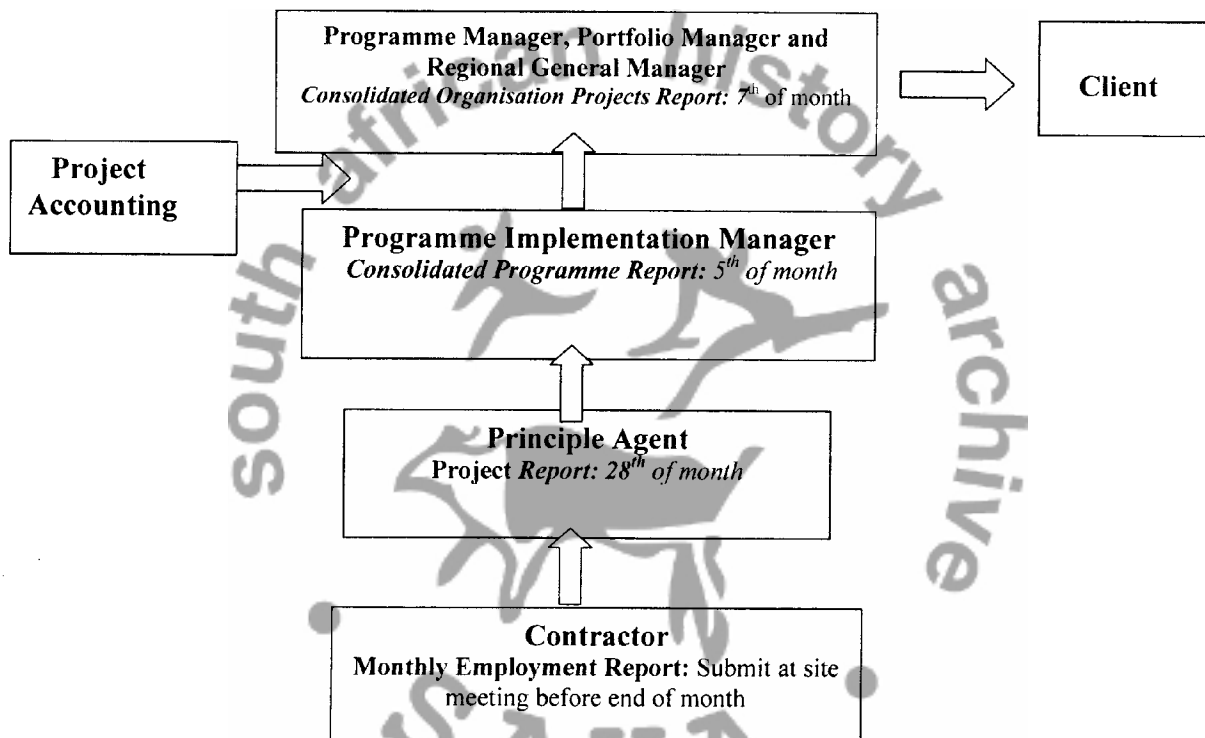 Programme Manager, Portfolio Manager and
Regional General Manager
Consolidated Organisation Projects Report: 7th of month
Client
Project
Accounting
Programme Implementation Manager
Consolidated Programme Report: 5th of month
Principle Agent
Project Report: 28th of month
Contractor
Monthly Employment Report: Submit at site
meeting before end of month
south african history archive